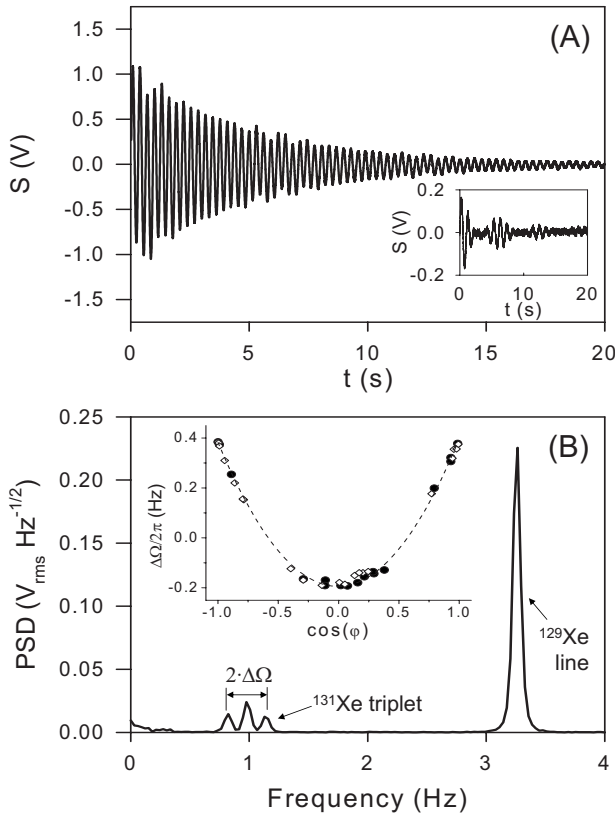 1.5
(A)
1.0
0.5
0.0
-0.5
-1.0
-1.5
S (V)
0.2
0.0
-0.2
S (V)
0 10 20
t (s)
0 5 10 15 20
t (s)
0.25
(B)
0.20
0.15
0.10
0.05
0.00
PSD (Vrms Hz-1/2)
0.4
0.2
0.0
-0.2
ΔΩ/2π (Hz)
-1.0 -0.5 0.0 0.5 1.0
cos(φ)
129Xe
line
2·ΔΩ
131Xe triplet
0 1 2 3 4
Frequency (Hz)